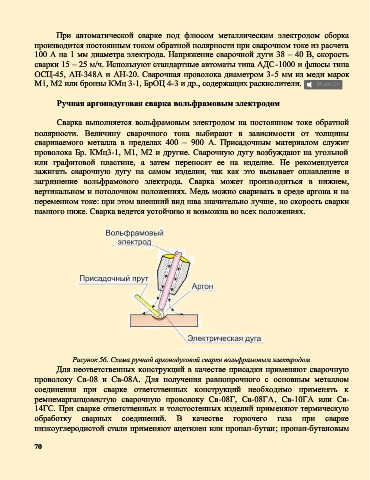 При автоматической сварке под флюсом металлическим электродом сборка
производится постоянным током обратной полярности при сварочном токе из расчета
100 А на 1 мм диаметра электрода. Напряжение сварочной дуги 38 – 40 В, скорость
сварки 15 – 25 м/ч. Используют стандартные автоматы типа АДС-1000 и флюсы типа
ОСЦ-45, АН-348А и АН-20. Сварочная проволока диаметром 3-5 мм из меди марок
М1, М2 или бронзы КМц 3-1, БрОЦ 4-3 и др., содержащих раскислители.
Ручная аргонодуговая сварка вольфрамовым электродом
Сварка выполняется вольфрамовым электродом на постоянном токе обратной
полярности. Величину сварочного тока выбирают в зависимости от толщины
свариваемого металла в пределах 400 – 900 А. Присадочным материалом служит
проволока Бр. КМц3-1, М1, М2 и другие. Сварочную дугу возбуждают на угольной
или графитовой пластине, а затем переносят ее на изделие. Не рекомендуется
зажигать сварочную дугу на самом изделии, так как это вызывает оплавление и
загрязнение вольфрамового электрода. Сварка может производиться в нижнем,
вертикальном и потолочном положениях. Медь можно сваривать в среде аргона и на
переменном токе: при этом внешний вид шва значительно лучше, но скорость сварки
намного ниже. Сварка ведется устойчиво и возможна во всех положениях.
Вольфрамовый
электрод
Присадочный прут
Аргон
Электрическая дуга
Рисунок 56. Схема ручной аргонодуговой сварки вольфрамовым электродом
Для неответственных конструкций в качестве присадки применяют сварочную
проволоку Св-08 и Св-08А. Для получения равнопрочного с основным металлом
соединения при сварке ответственных конструкций необходимо применять к
ремнемарганцовистую сварочную проволоку Св-08Г, Св-08ГА, Св-10ГА или Св-
14ГС. При сварке ответственных и толстостенных изделий применяют термическую
обработку сварных соединений. В качестве горючего газа при сварке
низкоуглеродистой стали применяют ацетилен или пропан-бутан; пропан-бутановым
70